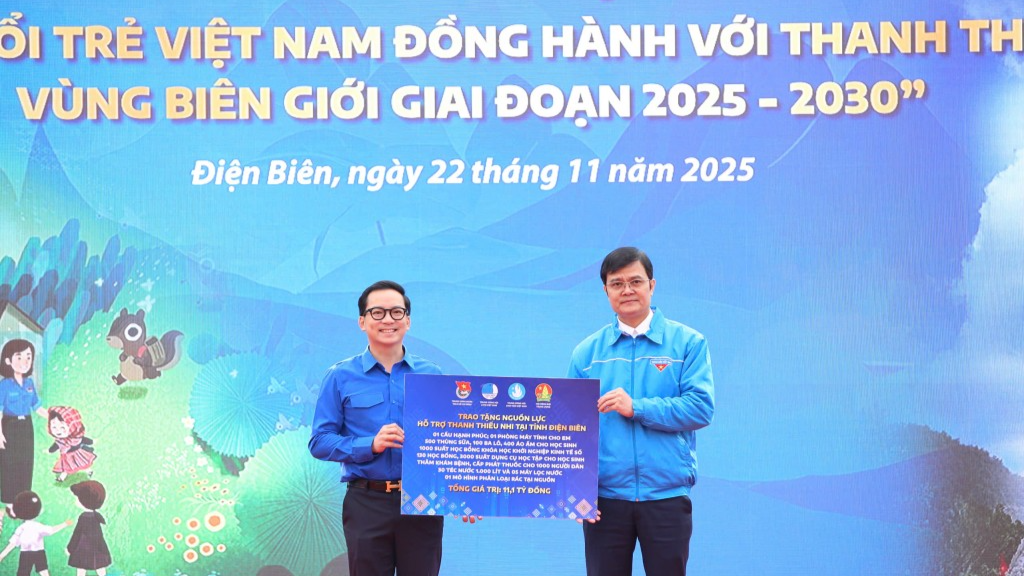 ỔI TRẺ VIỆT NAM ĐỒNG HÀNH VỚI THANH TH
VÙNG BIÊN GIỚI GIAI ĐOẠN 2025 - 2030”
Điện Biên, ngày 22 tháng 11 năm 2025
TRAO TẶNG NGUỒN LỰC
HỖ TRỢ THANH THIẾU NHI TẠI TỈNH ĐIỆN BIÊN
01 CẦU HẠNH PHÚC; 01 PHÒNG MÁY TÍNH CHO EM
500 THÙNG SỮA, 100 BA LÔ, 400 ÁO ẤM CHO HỌC SINH
1000 SUẤT HỌC BỔNG KHÓA HỌC KHỞI NGHIỆP KINH TẾ SỐ
130 HỌC BỔNG, 3000 SUẤT DỤNG CỤ HỌC TẬP CHO HỌC SINH
THĂM KHÁM BỆNH, CẤP PHÁT THUỐC CHO 1000 NGƯỜI DÂN
30 TÉC NƯỚC 1.000 LÍT VÀ 05 MÁY LỌC NƯỚC
01 MÔ HÌNH PHÂN LOẠI RÁC TẠI NGUỒN
TỔNG GIÁ TRỊ: 11,1 TỶ ĐỒNG